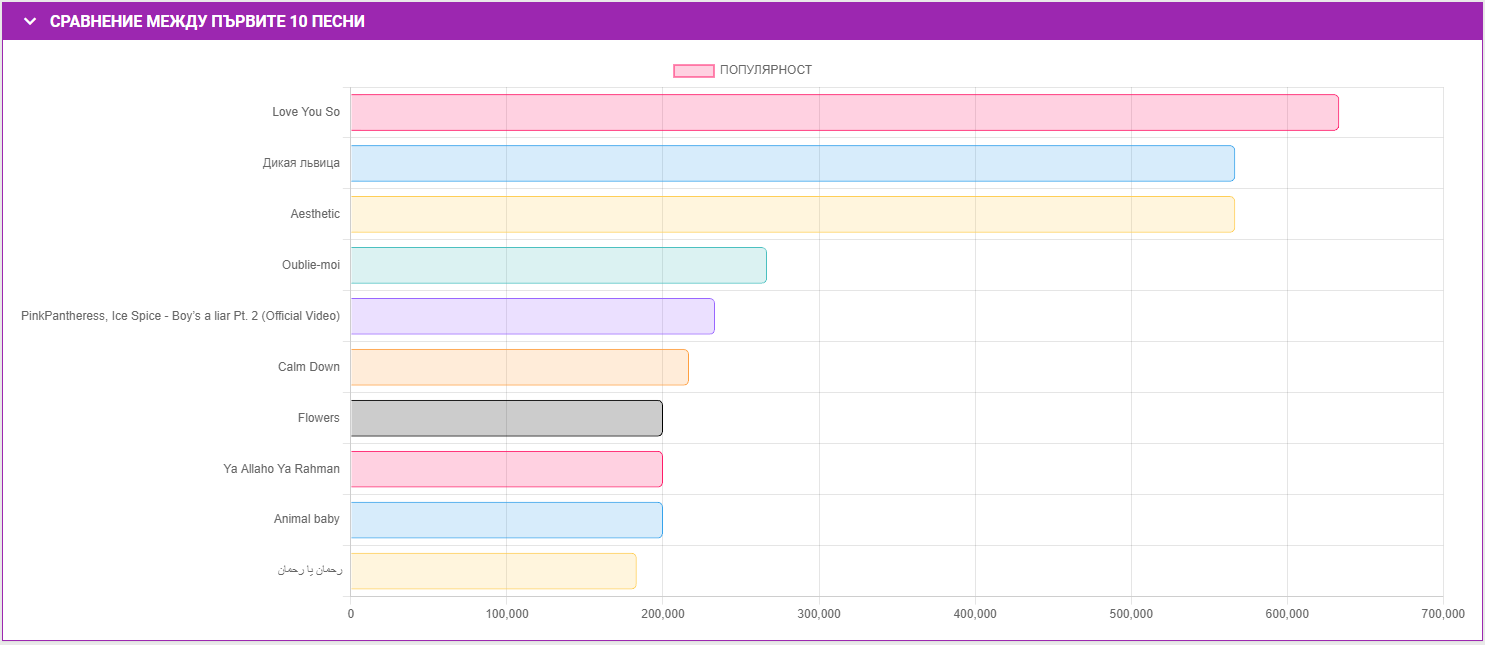 СРАВНЕНИЕ МЕЖДУ ПЪРВИТЕ 10 ПЕСНИ
ПОПУЛЯРНОСТ
Love You So
Дикая львица
Aesthetic
Oublie-moi
PinkPantheress, Ice Spice - Boy’s a liar Pt. 2 (Official Video)
Calm Down
Flowers
Ya Allaho Ya Rahman
Animal baby
رحمان يا رحمان
0 100,000 200,000 300,000 400,000 500,000 600,000 700,000